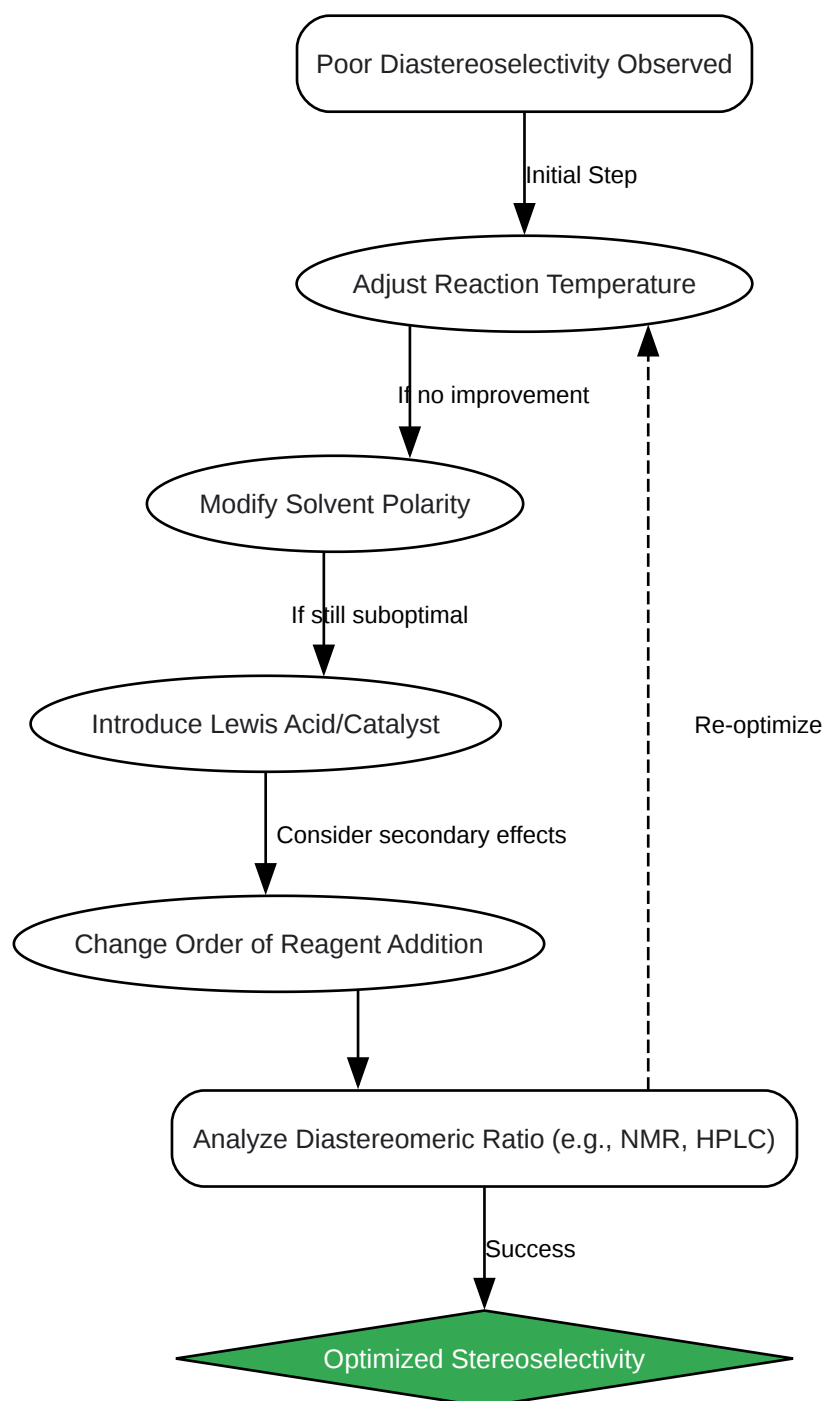 Poor Diastereoselectivity Observed
Initial Step
Adjust Reaction Temperature
If no improvement
Modify Solvent Polarity
If still suboptimal
Introduce Lewis Acid/Catalyst
Re-optimize
Consider secondary effects
Change Order of Reagent Addition
Analyze Diastereomeric Ratio (e.g., NMR, HPLC)
Success
Optimized Stereoselectivity